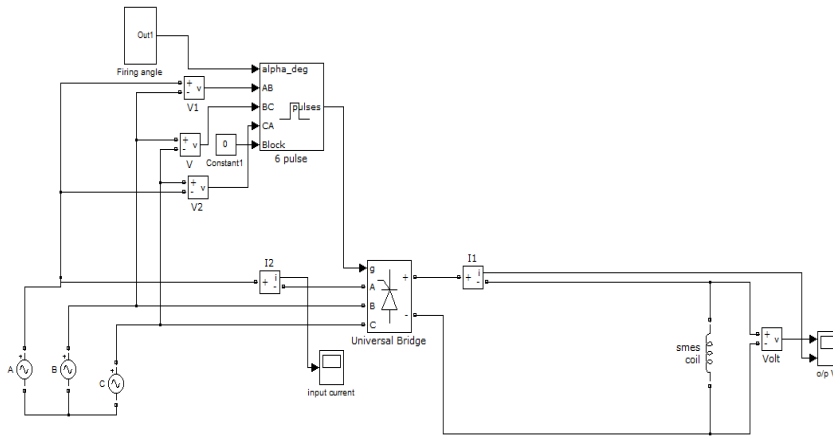 Out1
Firing angle
alpha_deg
AB
BC
CA
Block
pulses
6 pulse
+
-
v
V1
+
-
v
V
0
Constant1
+
-
v
V2
I2
+
i
-
g
A
B
C
+
-
Universal Bridge
I1
+
i
-
A
+
B
+
C
+
input current
smes
coil
+
-
v
Volt
o/p V